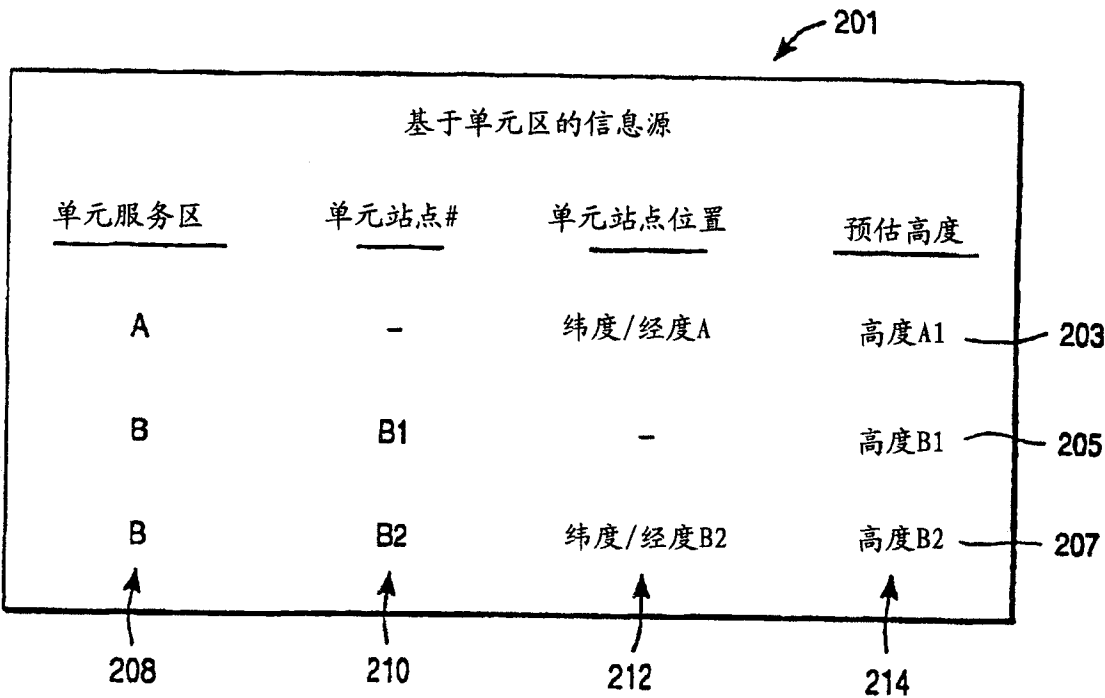 201
基于单元区的信息源
单元服务区 单元站点# 单元站点位置 预估高度
A - 纬度/经度A 高度A1 203
B B1 - 高度B1 205
B B2 纬度/经度B2 高度B2 207
208 210 212 214